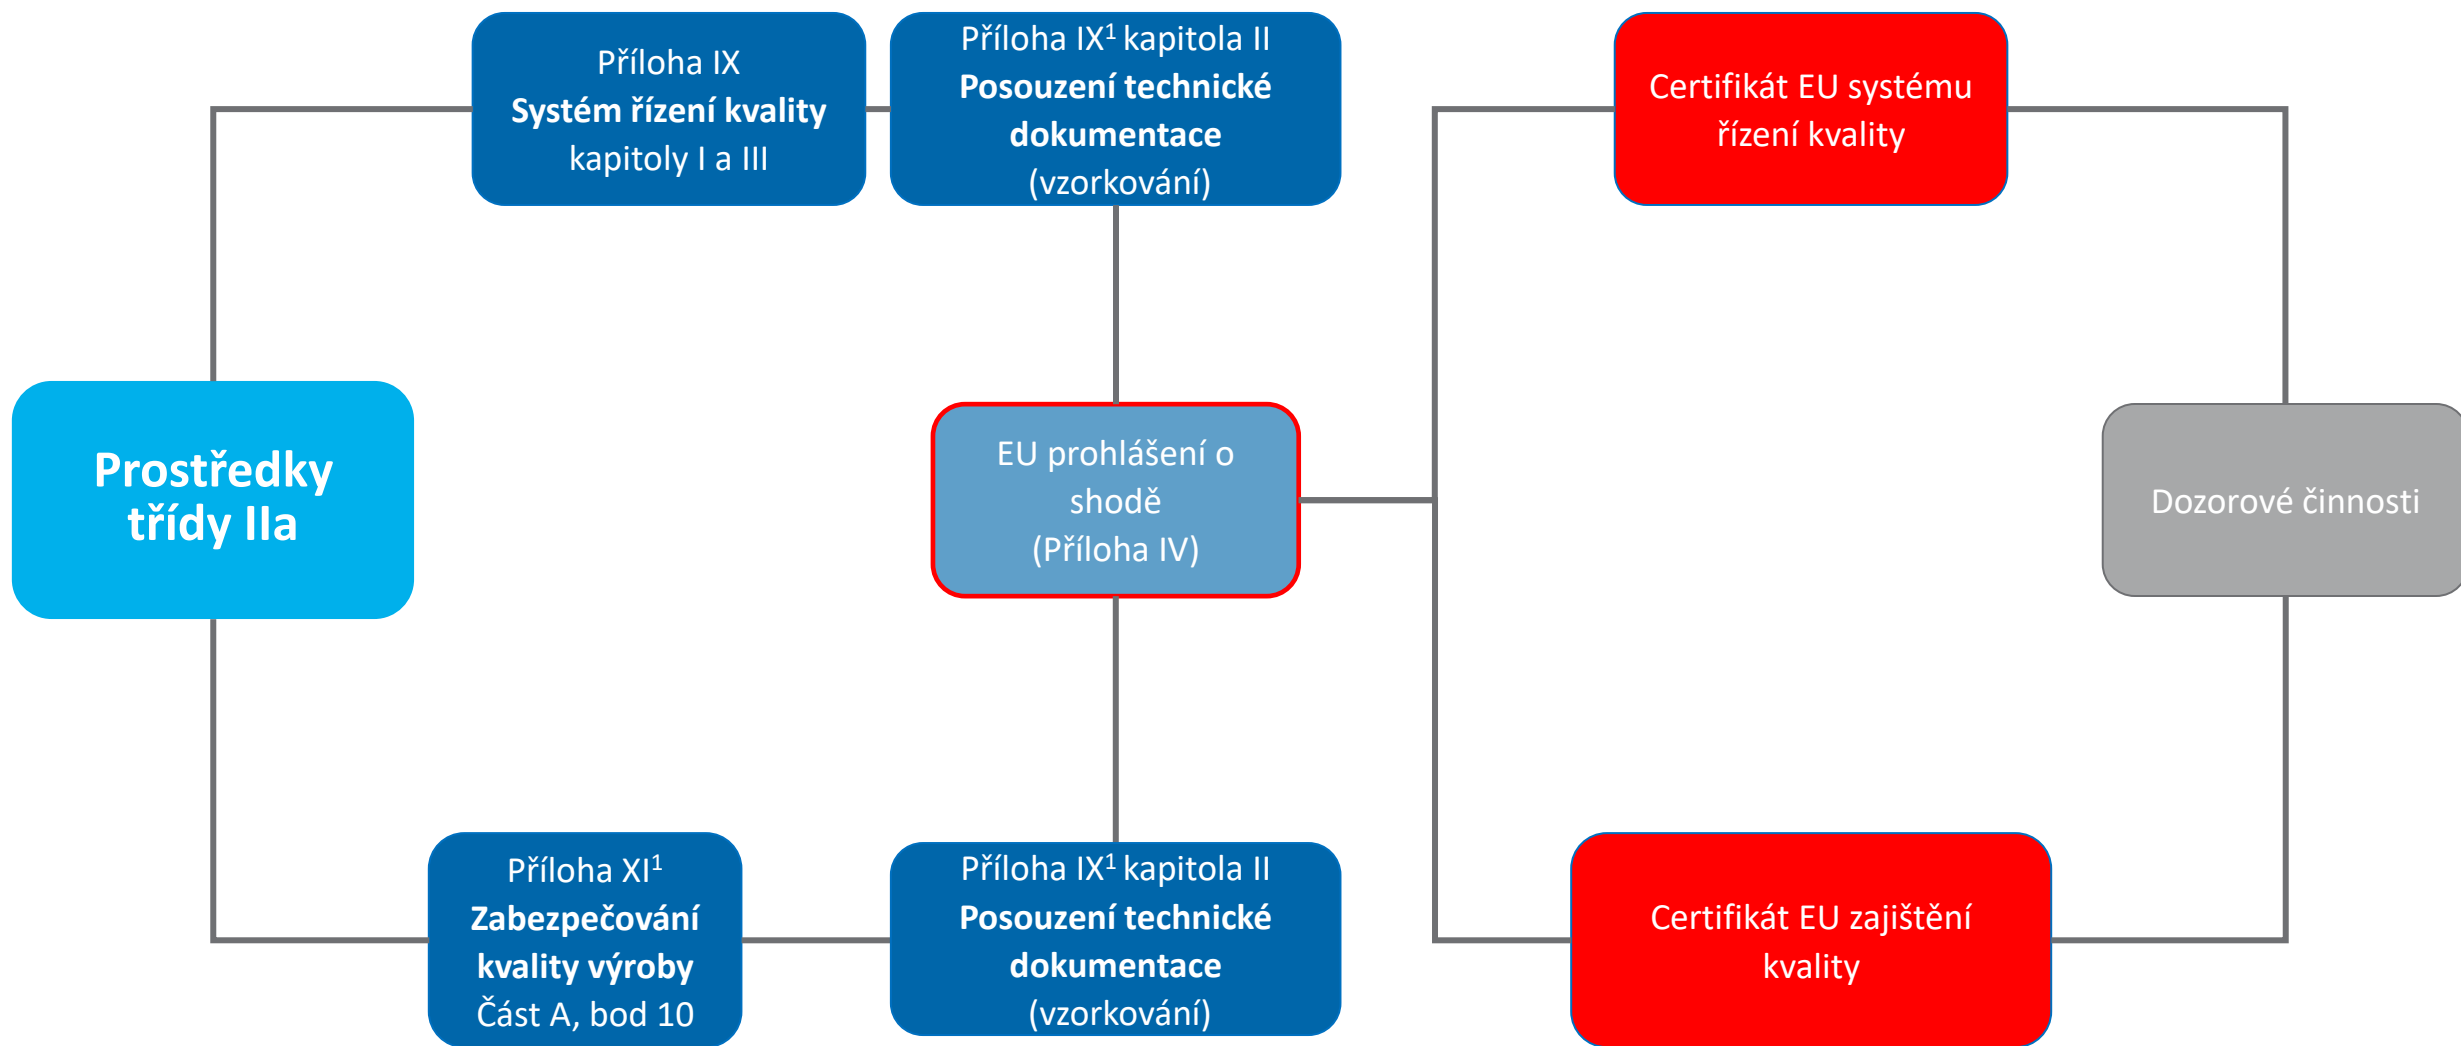 Příloha IX
Systém řízení kvality
kapitoly I a III
Příloha IX¹ kapitola II
Posouzení technické
dokumentace
(vzorkování)
Certifikát EU systému
řízení kvality
Prostředky
třídy IIa
EU prohlášení o
shodě
(Příloha IV)
Dozorové činnosti
Příloha XI¹
Zabezpečování
kvality výroby
Část A, bod 10
Příloha IX¹ kapitola II
Posouzení technické
dokumentace
(vzorkování)
Certifikát EU zajištění
kvality